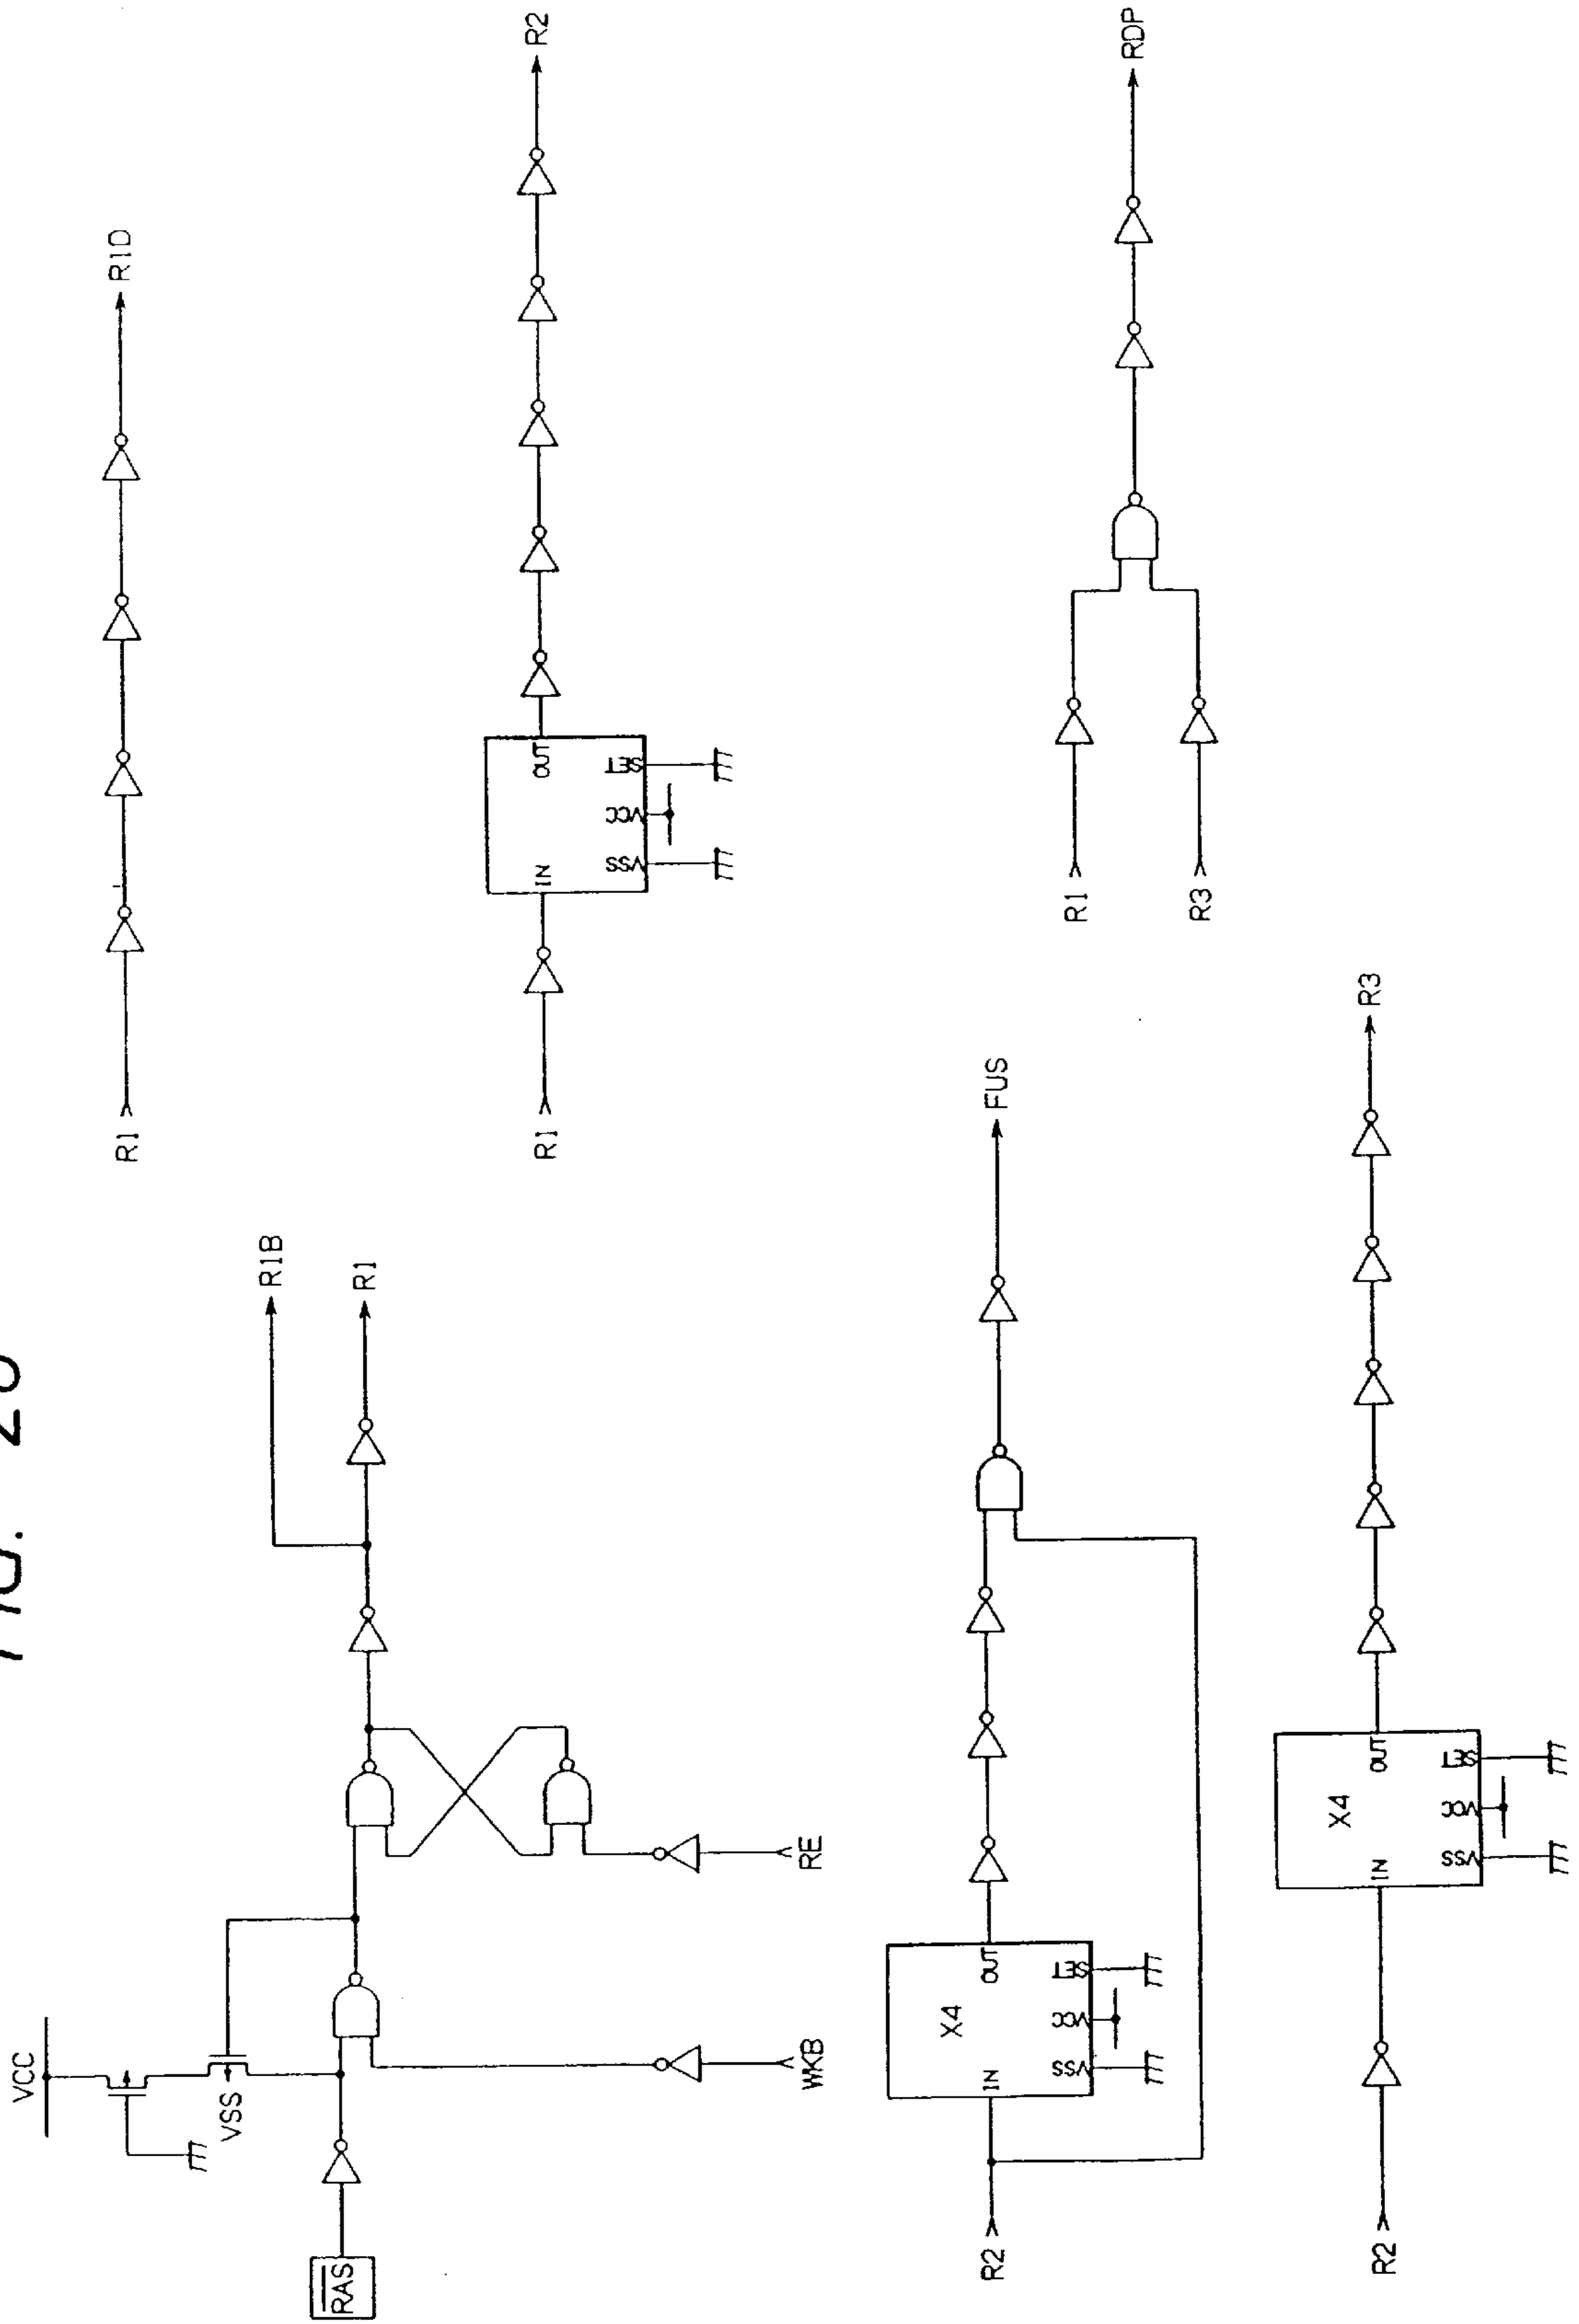 VCC
VSS
RAS
WKB
RE
R1B
R1
R1
R1D
R1
IN
OUT
VSS
VCC
SET
R2
R2
X4
IN
OUT
VSS
VCC
SET
FUS
R2
X4
IN
OUT
VSS
VCC
SET
R3
R1
R3
RDP